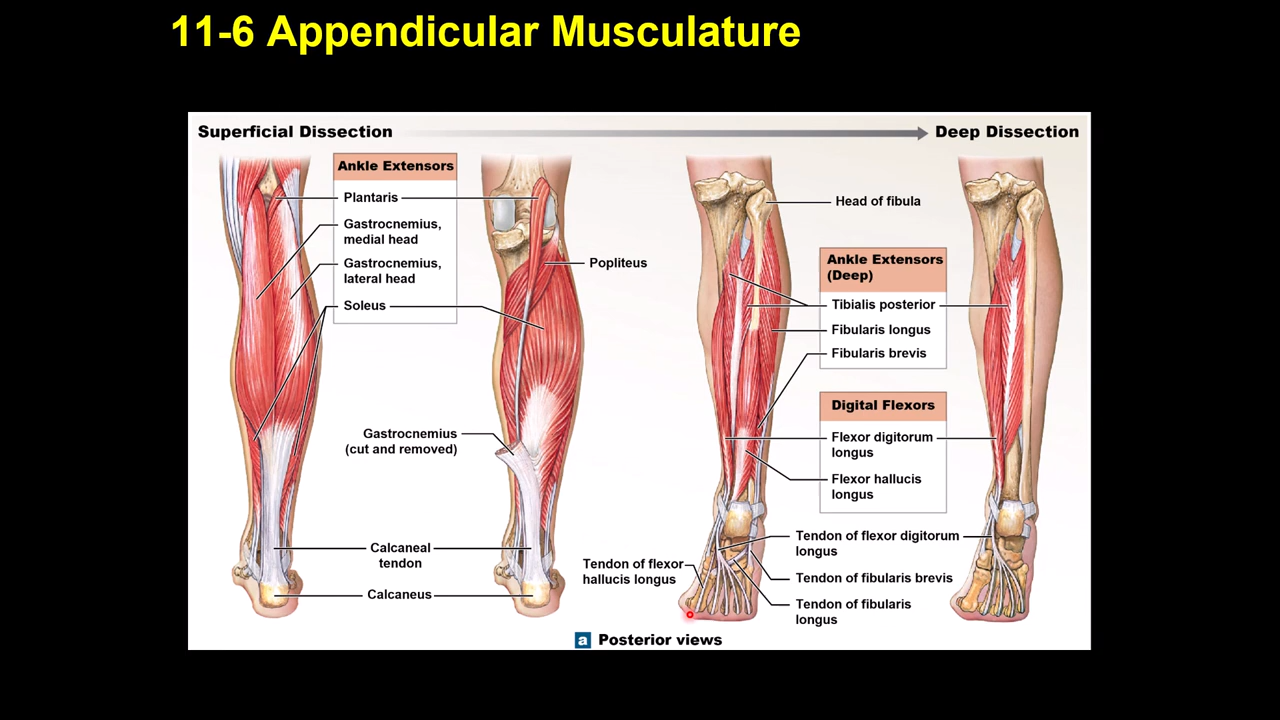 11-6 Appendicular Musculature
Superficial Dissection
Deep Dissection
Ankle Extensors
Plantaris
Gastrocnemius,
medial head
Gastrocnemius,
lateral head
Soleus
Popliteus
Gastrocnemius
(cut and removed)
Calcaneal
tendon
Calcaneus
Head of fibula
Ankle Extensors
(Deep)
Tibialis posterior
Fibularis longus
Fibularis brevis
Digital Flexors
Flexor digitorum
longus
Flexor hallucis
longus
Tendon of flexor
hallucis longus
Tendon of flexor digitorum
longus
Tendon of fibularis brevis
Tendon of fibularis
longus
a Posterior views